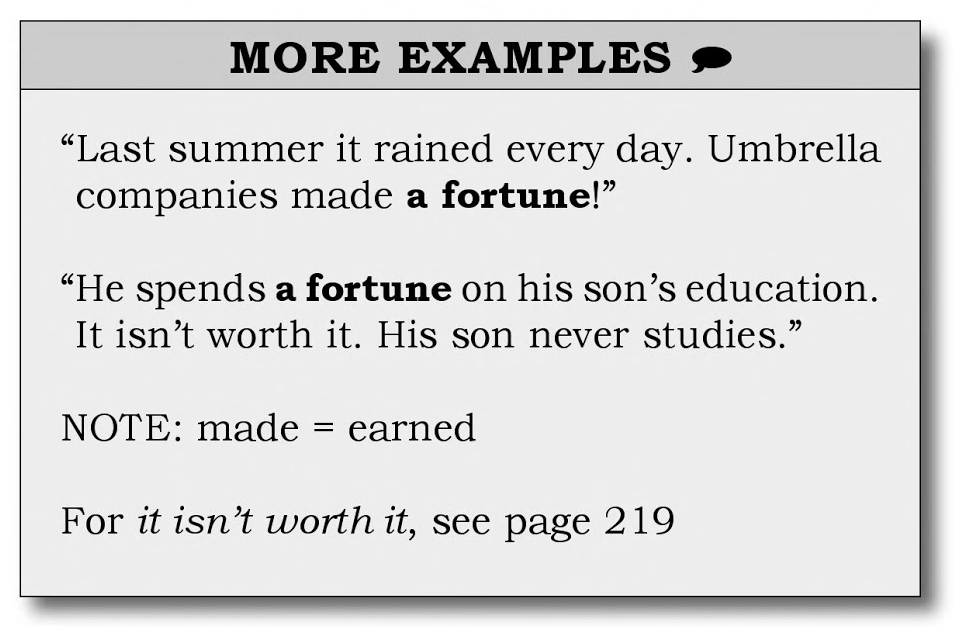 MORE EXAMPLES
“Last summer it rained every day. Umbrella
companies made a fortune!”
“He spends a fortune on his son’s education.
It isn’t worth it. His son never studies.”
NOTE: made = earned
For it isn’t worth it, see page 219